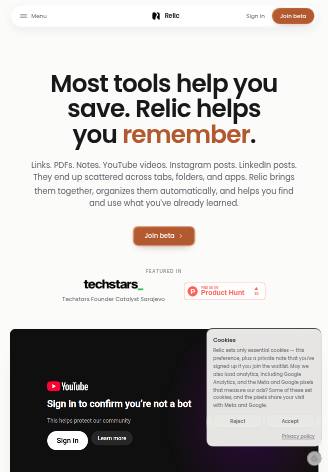 Menu
Relic
Sign in
Join beta
Most tools help you
save. Relic helps
you remember.
Links. PDFs. Notes. YouTube videos. Instagram posts. LinkedIn posts.
They end up scattered across tabs, folders, and apps. Relic brings
them together, organizes them automatically, and helps you find
and use what you've already learned.
Join beta
FEATURED IN
techstars_
Techstars Founder Catalyst Sarajevo
Product Hunt
YouTube
Sign in to confirm you're not a bot
This helps protect our community
Sign in
Learn more
Cookies
Relic sets only essential cookies — this
preference, plus a private note that you've
signed up if you join the waitlist. May we
also load analytics, including Google
Analytics, and the Meta and Google pixels
that measure our ads? Some of these set
cookies, and the pixels share your visit
with Meta and Google.
Reject
Accept
Privacy policy